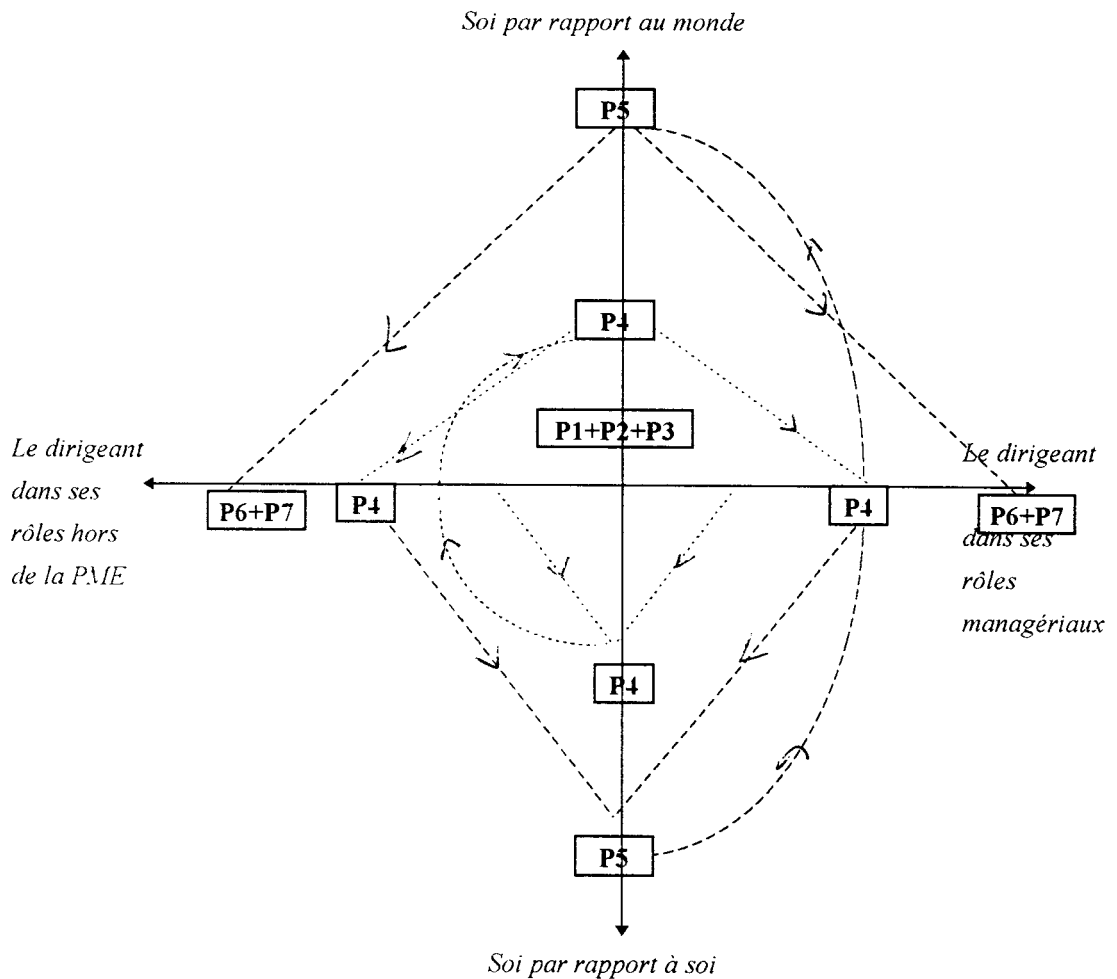 Soi par rapport au monde
P5
P4
P1+P2+P3
Le dirigeant
dans ses
rôles hors
de la PME
P6+P7
P4
P4
P6+P7
Le dirigeant
dans ses
rôles
managériaux
P4
P5
Soi par rapport à soi